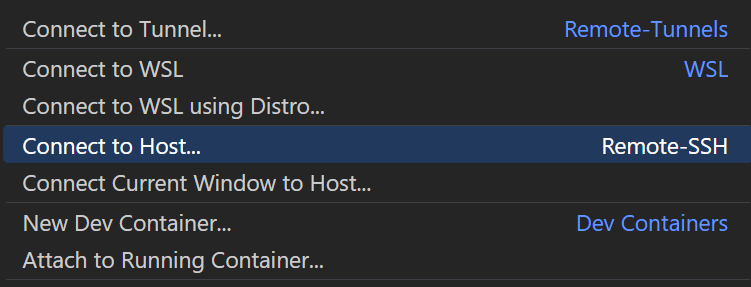 Connect to Tunnel... Remote-Tunnels
Connect to WSL WSL
Connect to WSL using Distro...
Connect to Host... Remote-SSH
Connect Current Window to Host...
New Dev Container... Dev Containers
Attach to Running Container...